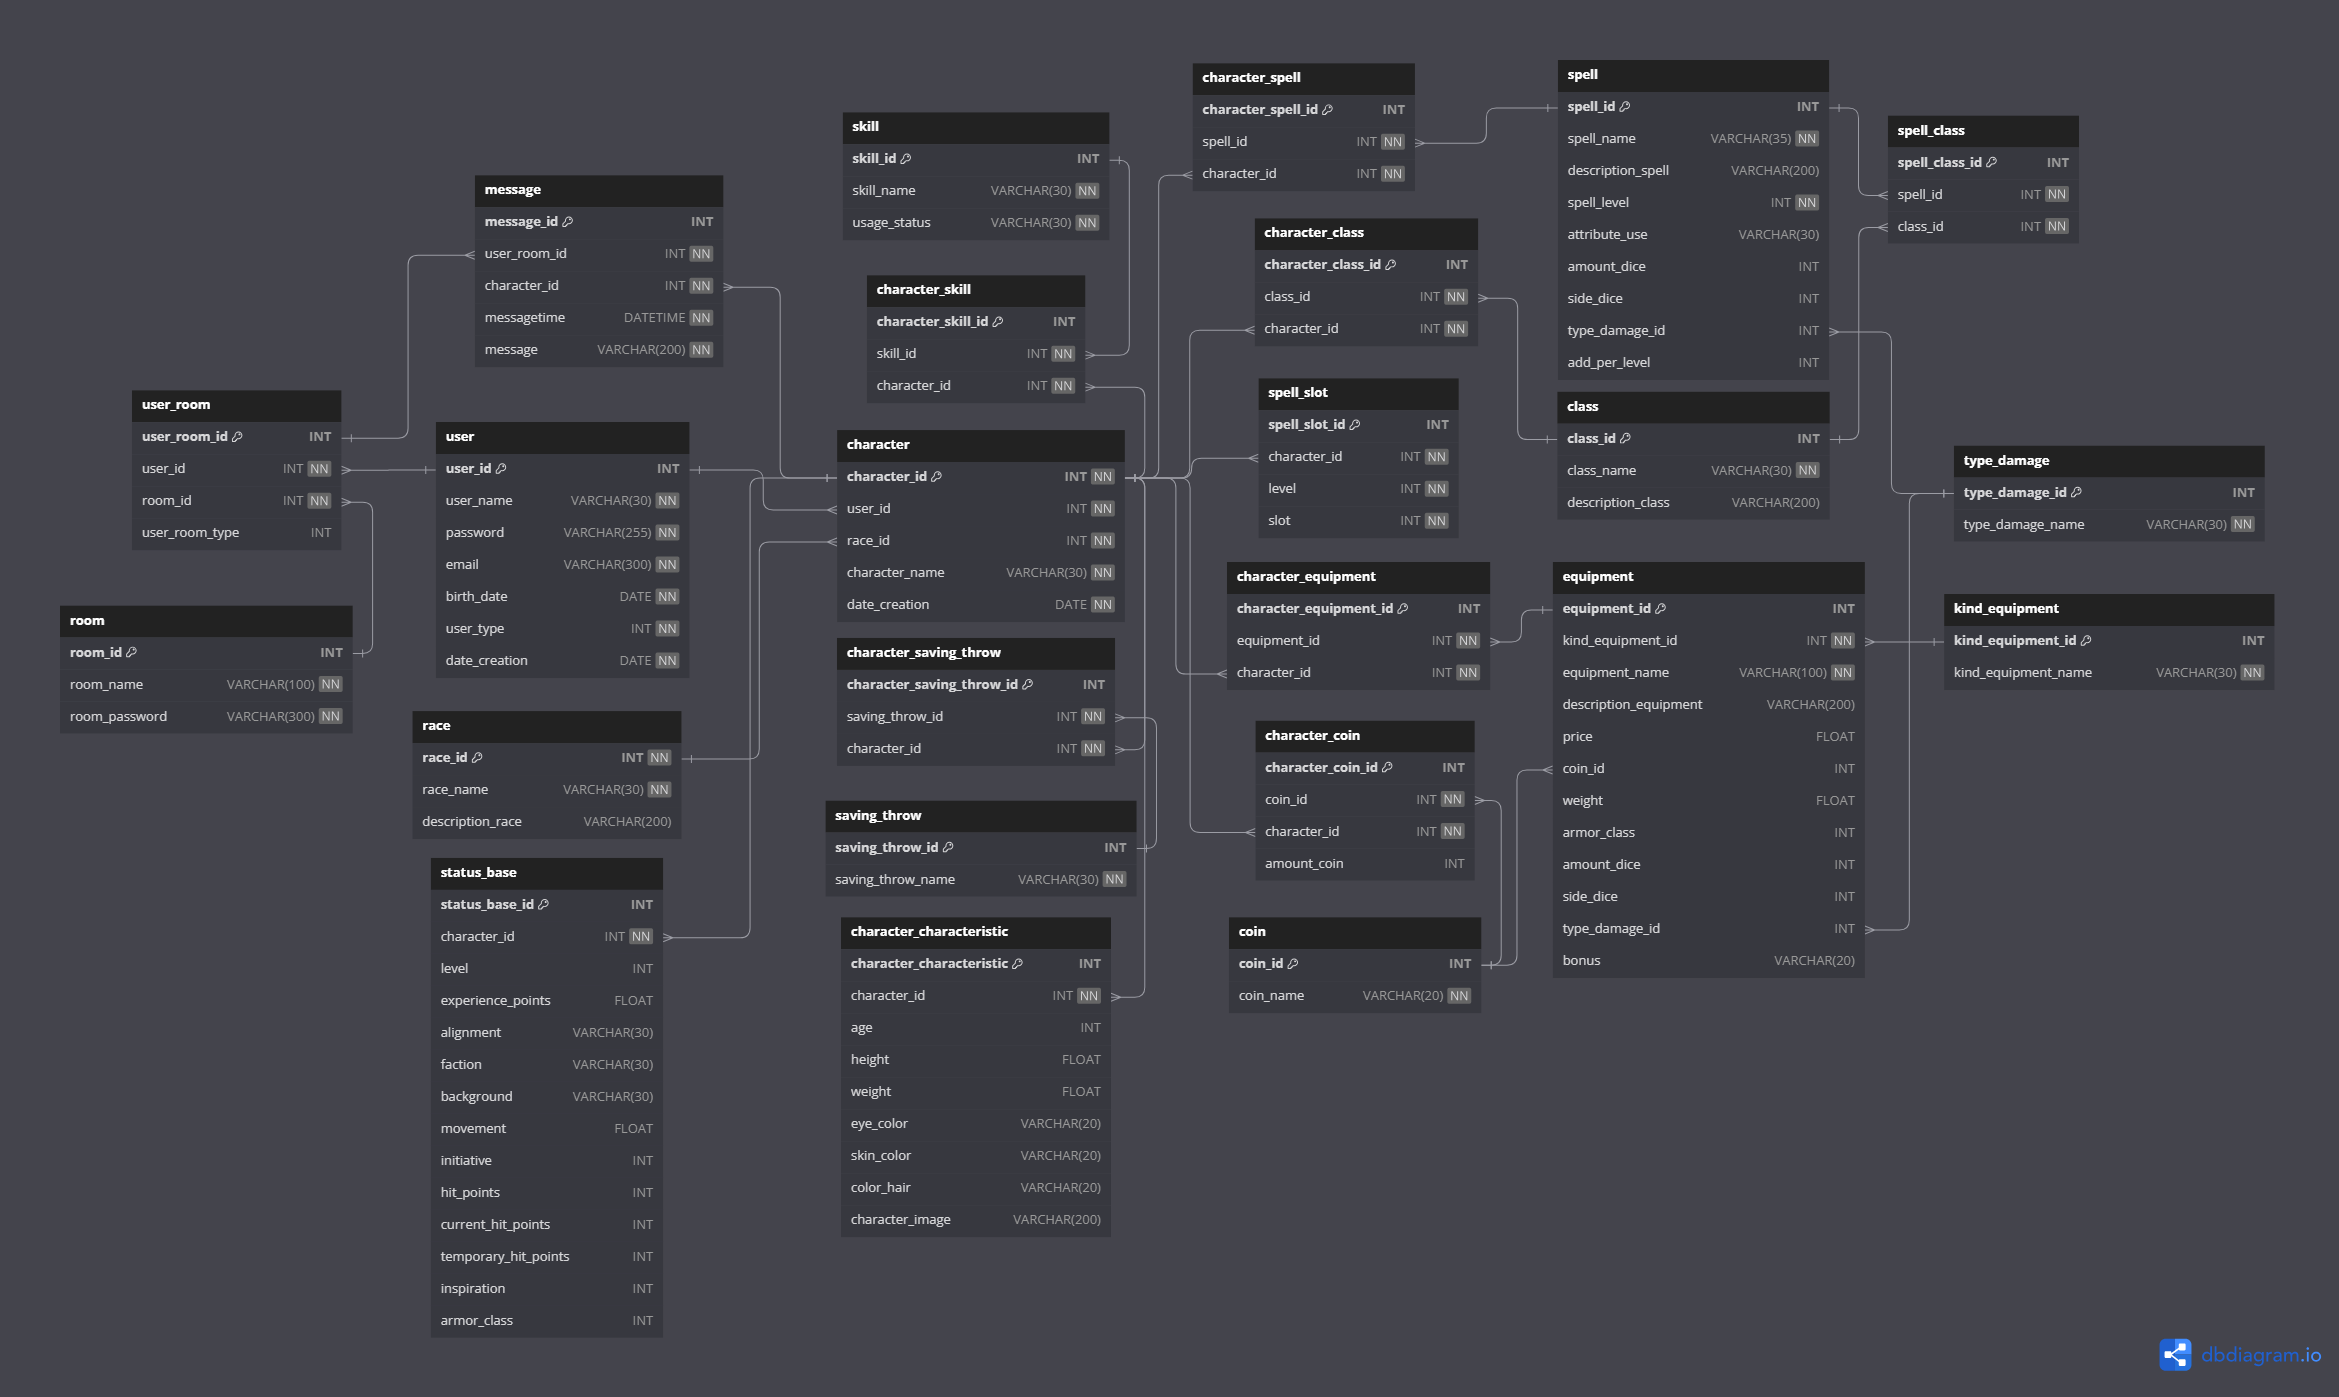 character_spell
character_spell_id INT
spell_id INT NN
character_id INT NN
spell
spell_id INT
spell_name VARCHAR(35) NN
description_spell VARCHAR(200)
spell_level INT NN
attribute_use VARCHAR(30)
amount_dice INT
side_dice INT
type_damage_id INT
add_per_level INT
spell_class
spell_class_id INT
spell_id INT NN
class_id INT NN
skill
skill_id INT
skill_name VARCHAR(30) NN
usage_status VARCHAR(30) NN
message
message_id INT
user_room_id INT NN
character_id INT NN
messagetime DATETIME NN
message VARCHAR(200) NN
character_class
character_class_id INT
class_id INT NN
character_id INT NN
character_skill
character_skill_id INT
skill_id INT NN
character_id INT NN
spell_slot
spell_slot_id INT
character_id INT NN
level INT NN
slot INT NN
class
class_id INT
class_name VARCHAR(30) NN
description_class VARCHAR(200)
user_room
user_room_id INT
user_id INT NN
room_id INT NN
user_room_type INT
user
user_id INT
user_name VARCHAR(30) NN
password VARCHAR(255) NN
email VARCHAR(300) NN
birth_date DATE NN
user_type INT NN
date_creation DATE NN
character
character_id INT NN
user_id INT NN
race_id INT NN
character_name VARCHAR(30) NN
date_creation DATE NN
type_damage
type_damage_id INT
type_damage_name VARCHAR(30) NN
character_equipment
character_equipment_id INT
equipment_id INT NN
character_id INT NN
equipment
equipment_id INT
kind_equipment_id INT NN
equipment_name VARCHAR(100) NN
description_equipment VARCHAR(200)
price FLOAT
coin_id INT
weight FLOAT
armor_class INT
amount_dice INT
side_dice INT
type_damage_id INT
bonus VARCHAR(20)
kind_equipment
kind_equipment_id INT
kind_equipment_name VARCHAR(30) NN
room
room_id INT
room_name VARCHAR(100) NN
room_password VARCHAR(300) NN
character_saving_throw
character_saving_throw_id INT
saving_throw_id INT NN
character_id INT NN
race
race_id INT NN
race_name VARCHAR(30) NN
description_race VARCHAR(200)
character_coin
character_coin_id INT
coin_id INT NN
character_id INT NN
amount_coin INT
saving_throw
saving_throw_id INT
saving_throw_name VARCHAR(30) NN
status_base
status_base_id INT
character_id INT NN
level INT
experience_points FLOAT
alignment VARCHAR(30)
faction VARCHAR(30)
background VARCHAR(30)
movement FLOAT
initiative INT
hit_points INT
current_hit_points INT
temporary_hit_points INT
inspiration INT
armor_class INT
character_characteristic
character_characteristic INT
character_id INT NN
age INT
height FLOAT
weight FLOAT
eye_color VARCHAR(20)
skin_color VARCHAR(20)
color_hair VARCHAR(20)
character_image VARCHAR(200)
coin
coin_id INT
coin_name VARCHAR(20) NN
dbdiagram.io